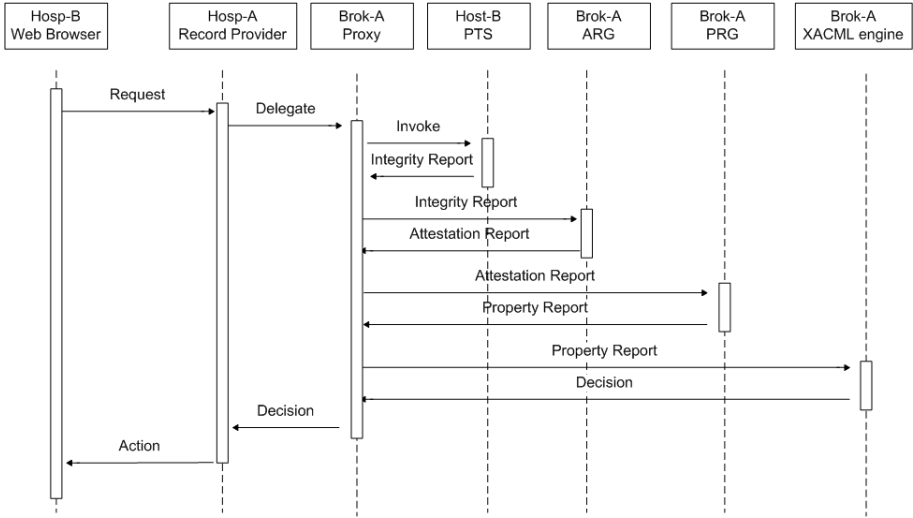 Hosp-B
Web Browser
Hosp-A
Record Provider
Brok-A
Proxy
Host-B
PTS
Brok-A
ARG
Brok-A
PRG
Brok-A
XACML engine
Request
Delegate
Invoke
Integrity Report
Integrity Report
Attestation Report
Attestation Report
Property Report
Property Report
Decision
Decision
Action